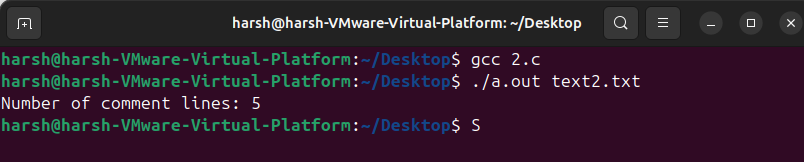 harsh@harsh-VMware-Virtual-Platform: ~/Desktop
harsh@harsh-VMware-Virtual-Platform:~/Desktop$ gcc 2.c
harsh@harsh-VMware-Virtual-Platform:~/Desktop$ ./a.out text2.txt
Number of comment lines: 5
harsh@harsh-VMware-Virtual-Platform:~/Desktop$ S